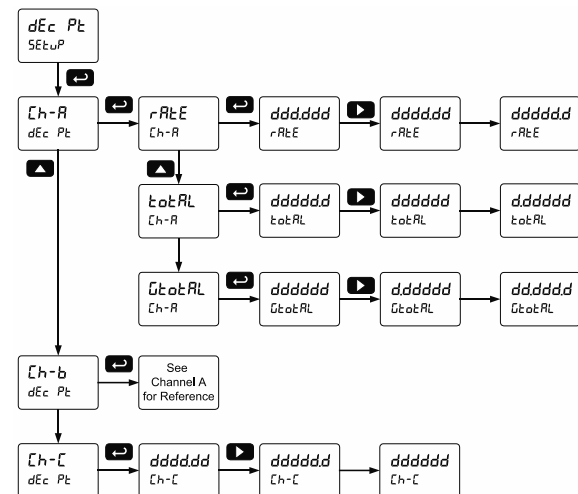 dEc Pt
SEtuP
Ch-A
dEc Pt
rAtE
Ch-A
ddd.ddd
rAtE
dddd.dd
rAtE
ddddd.d
rAtE
totAL
Ch-A
ddddd.d
totAL
dddddd
totAL
d.ddddd
totAL
GtotAL
Ch-A
dddddd
GtotAL
d.ddddd
GtotAL
dd.ddd.d
GtotAL
Ch-b
dEc Pt
See
Channel A
for Reference
Ch-C
dEc Pt
dddd.dd
Ch-C
ddddd.d
Ch-C
dddddd
Ch-C